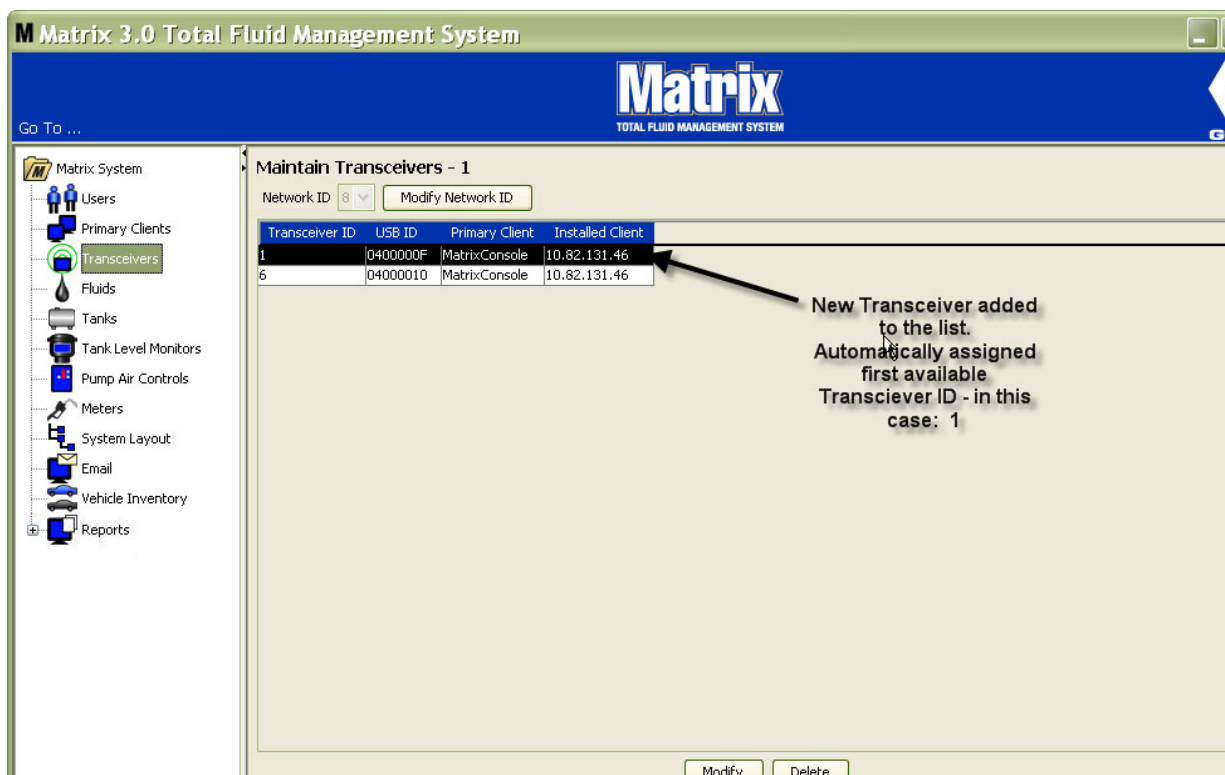 M Matrix 3.0 Total Fluid Management System
Matrix
TOTAL FLUID MANAGEMENT SYSTEM
Go To ...
G
Matrix System
Users
Primary Clients
Transceivers
Fluids
Tanks
Tank Level Monitors
Pump Air Controls
Meters
System Layout
Email
Vehicle Inventory
Reports
Maintain Transceivers - 1
Network ID 8 Modify Network ID
Transceiver ID USB ID Primary Client Installed Client
1 0400000F MatrixConsole 10.82.131.46
6 04000010 MatrixConsole 10.82.131.46
New Transceiver added
to the list.
Automatically assigned
first available
Transciever ID - in this
case: 1
Modify Delete